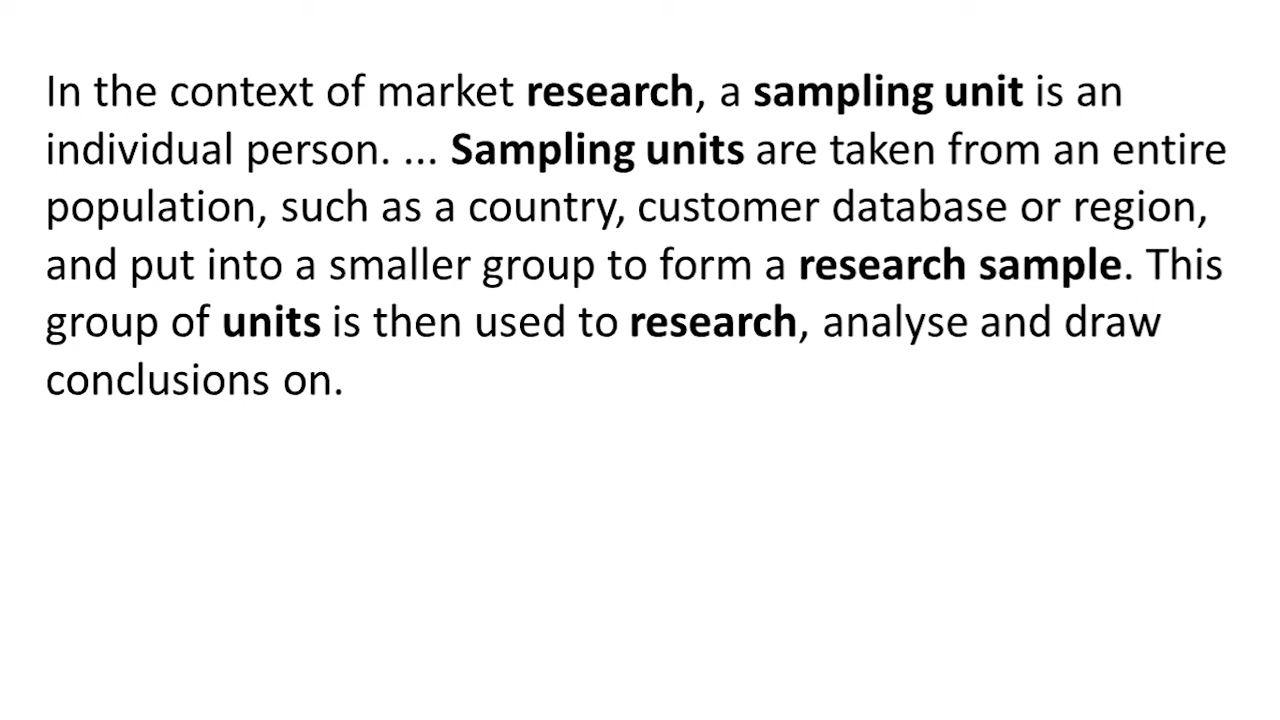 In the context of market research, a sampling unit is an
individual person. ... Sampling units are taken from an entire
population, such as a country, customer database or region,
and put into a smaller group to form a research sample. This
group of units is then used to research, analyse and draw
conclusions on.